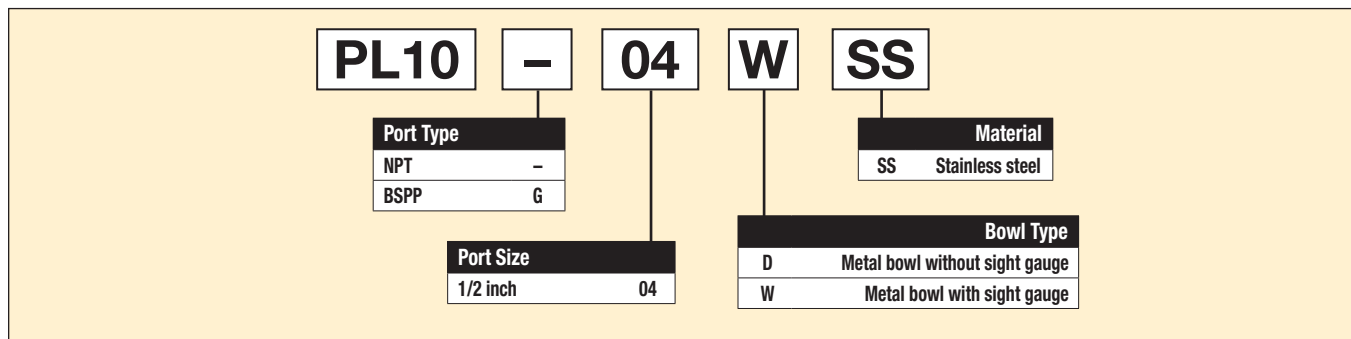 PL10 – 04 W SS
Port Type
NPT –
BSPP G
Material
SS Stainless steel
Port Size
1/2 inch 04
Bowl Type
D Metal bowl without sight gauge
W Metal bowl with sight gauge